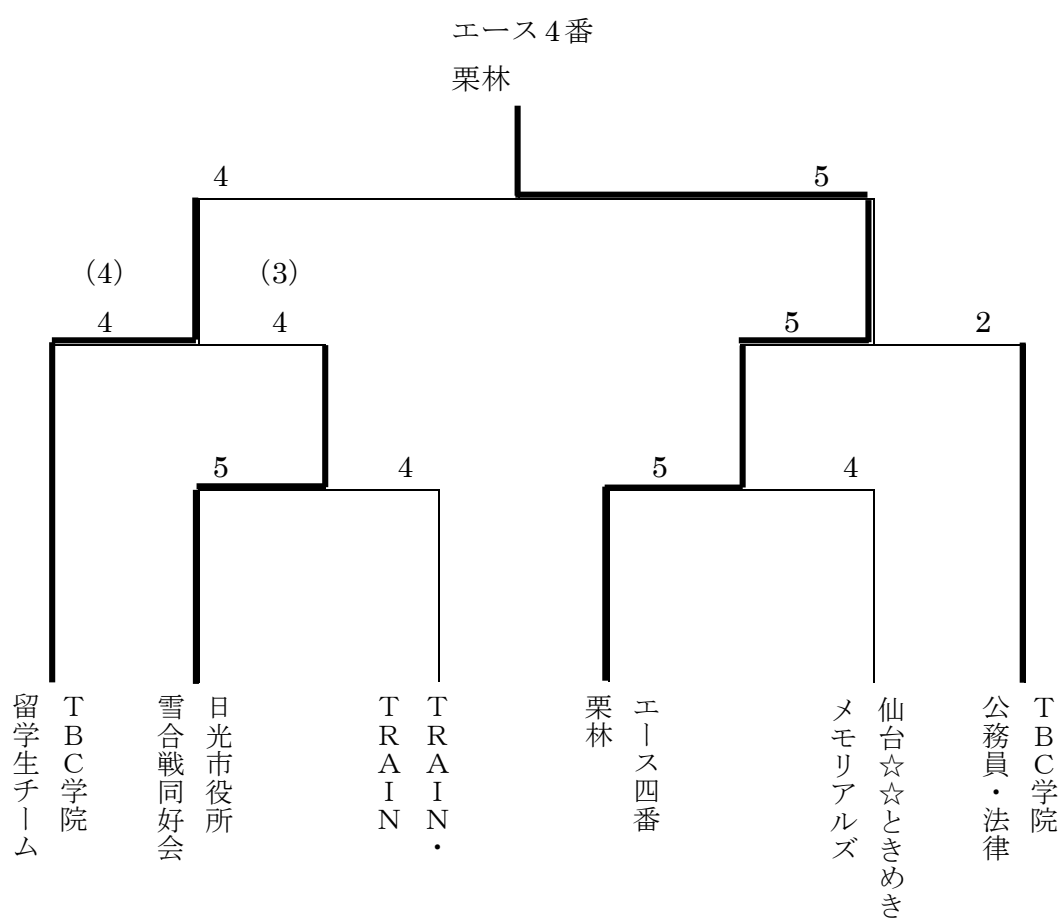 エース4番
栗林
4
5
（4）
（3）
4
4
5
2
5
4
5
4
TBC学院
留学生チーム
日光市役所
雪合戦同好会
TRAIN・
TRAIN
エース四番
栗林
仙台☆☆ときめき
メモリアルズ
TBC学院
公務員・法律